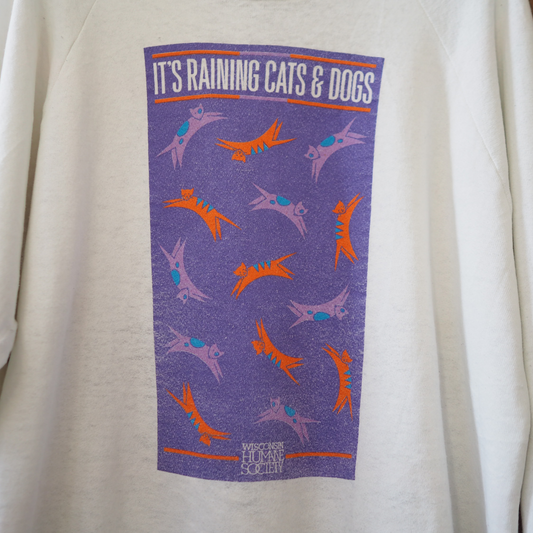 IT'S RAINING CATS & DOGS
WISCONSIN
HUMANE
SOCIETY